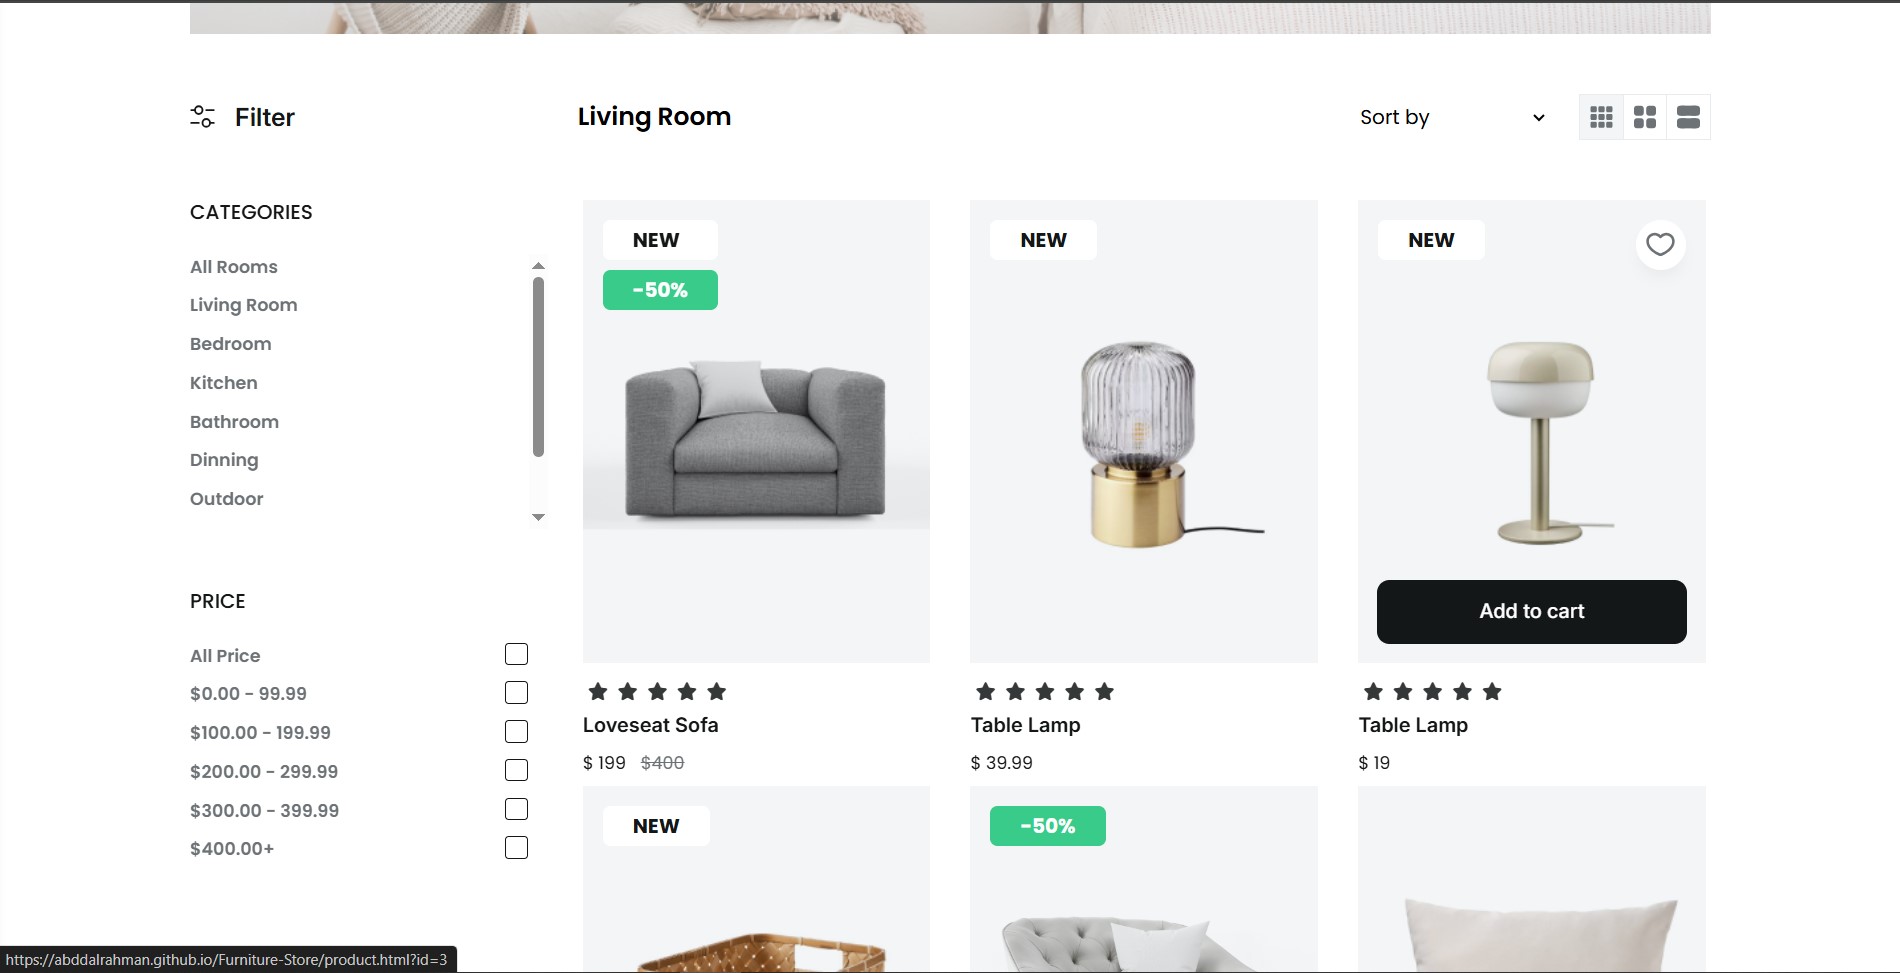 Filter
Living Room
Sort by
CATEGORIES
All Rooms
Living Room
Bedroom
Kitchen
Bathroom
Dinning
Outdoor
PRICE
All Price
$0.00 - 99.99
$100.00 - 199.99
$200.00 - 299.99
$300.00 - 399.99
$400.00+
NEW
-50%
Loveseat Sofa
$ 199 $400
NEW
Table Lamp
$ 39.99
NEW
Add to cart
Table Lamp
$ 19
NEW
-50%
https://abddalrahman.github.io/Furniture-Store/product.html?id=3